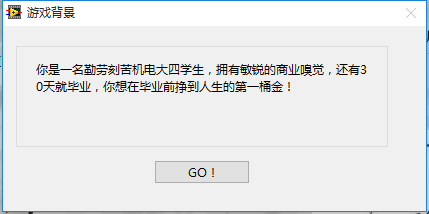 游戏背景
你是一名勤劳刻苦机电大四学生，拥有敏锐的商业嗅觉，还有3
0天就毕业，你想在毕业前挣到人生的第一桶金！
GO！